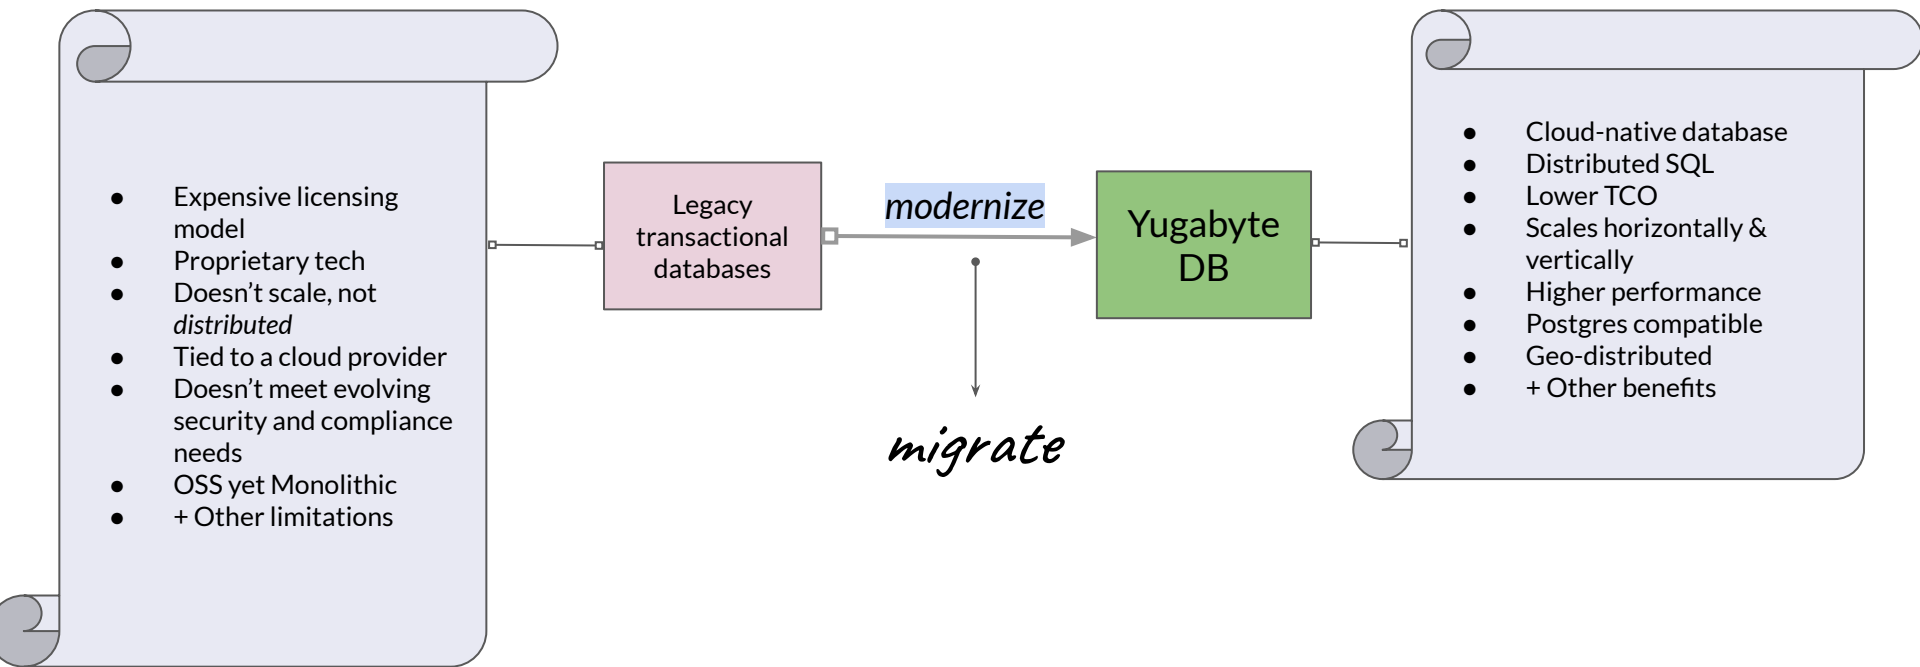 ● Expensive licensing
model
● Proprietary tech
● Doesn’t scale, not
distributed
● Tied to a cloud provider
● Doesn’t meet evolving
security and compliance
needs
● OSS yet Monolithic
● + Other limitations
Legacy
transactional
databases
modernize
migrate
Yugabyte
DB
● Cloud-native database
● Distributed SQL
● Lower TCO
● Scales horizontally &
vertically
● Higher performance
● Postgres compatible
● Geo-distributed
● + Other benefits